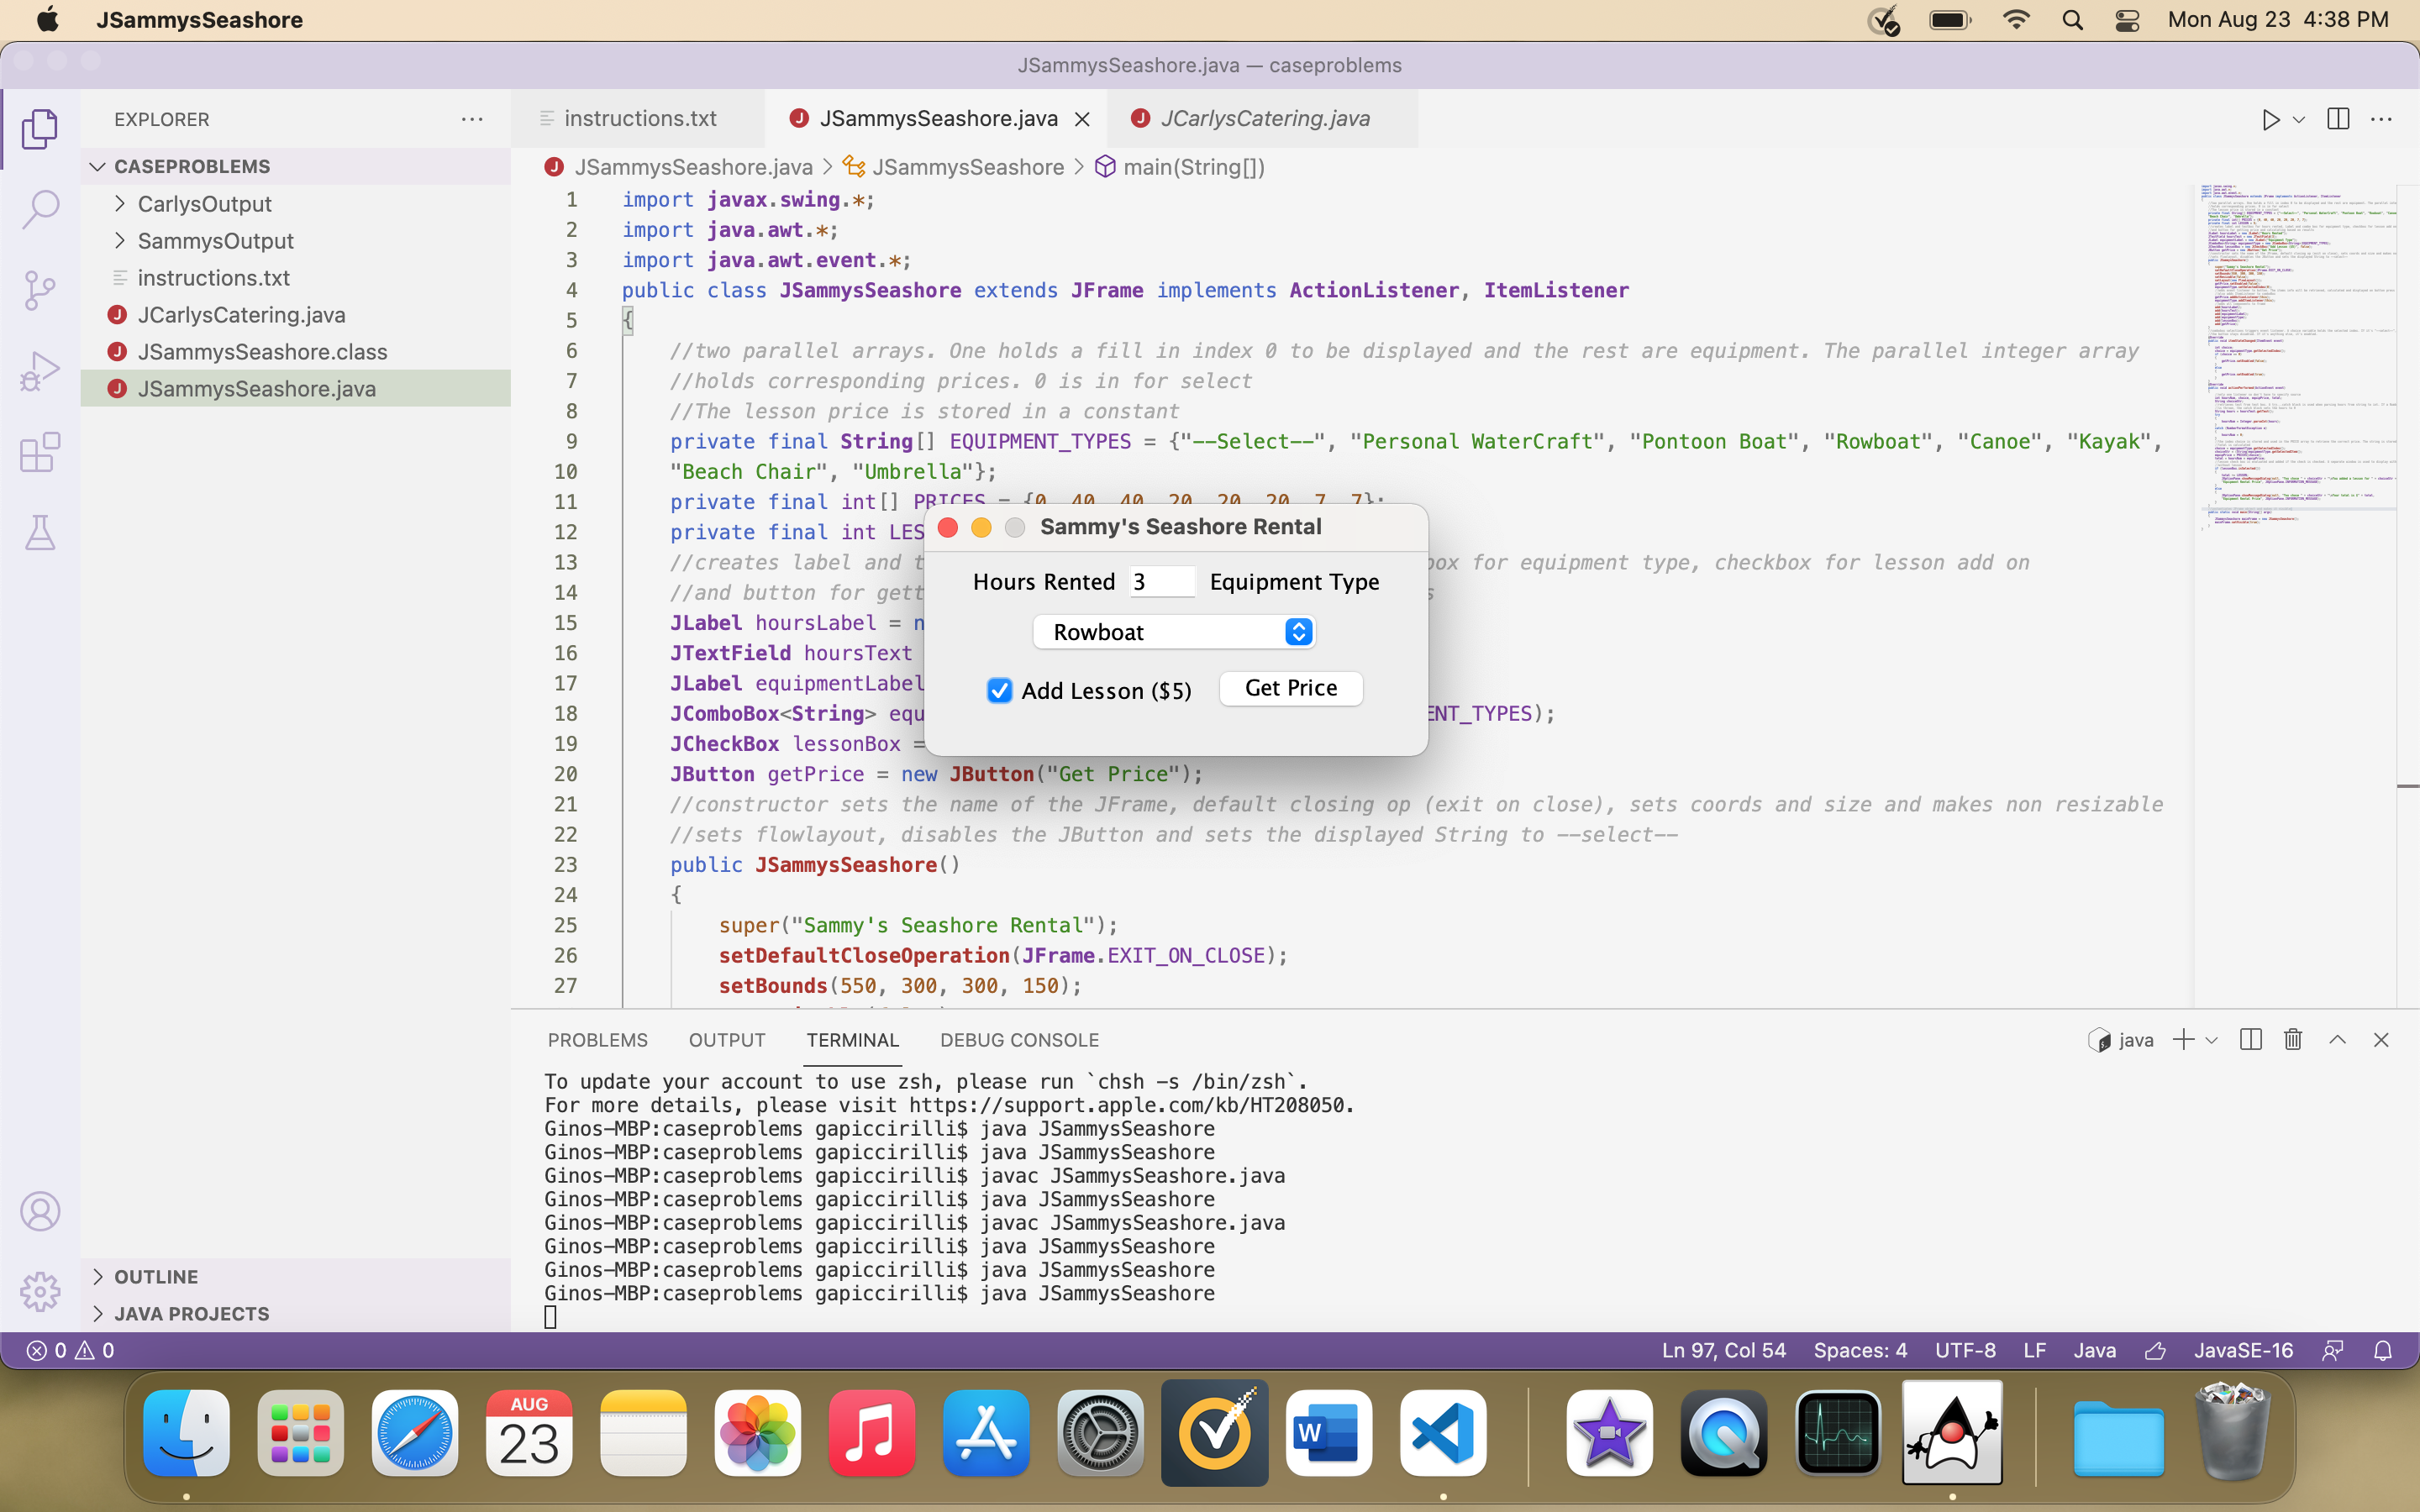 JSammysSeashore
Mon Aug 23 4:38 PM
JSammysSeashore.java — caseproblems
EXPLORER
instructions.txt
JSammysSeashore.java
JCarlysCatering.java
CASEPROBLEMS
CarlysOutput
SammysOutput
instructions.txt
JCarlysCatering.java
JSammysSeashore.class
JSammysSeashore.java
OUTLINE
JAVA PROJECTS
JSammysSeashore.java > JSammysSeashore > main(String[])
1 import javax.swing.*;
2 import java.awt.*;
3 import java.awt.event.*;
4 public class JSammysSeashore extends JFrame implements ActionListener, ItemListener
5 {
6 //two parallel arrays. One holds a fill in index 0 to be displayed and the rest are equipment. The parallel integer array
7 //holds corresponding prices. 0 is in for select
8 //The lesson price is stored in a constant
9 private final String[] EQUIPMENT_TYPES = {"--Select--", "Personal WaterCraft", "Pontoon Boat", "Rowboat", "Canoe", "Kayak",
10 "Beach Chair", "Umbrella"};
11 private final int[] PRICES = {0, 40, 40, 20, 20, 20, 7, 7};
12 private final int LES
13 //creates label and t box for equipment type, checkbox for lesson add on
14 //and button for gett s
15 JLabel hoursLabel = n
16 JTextField hoursText
17 JLabel equipmentLabel
18 JComboBox<String> equ ENT_TYPES);
19 JCheckBox lessonBox =
20 JButton getPrice = new JButton("Get Price");
21 //constructor sets the name of the JFrame, default closing op (exit on close), sets coords and size and makes non resizable
22 //sets flowlayout, disables the JButton and sets the displayed String to --select--
23 public JSammysSeashore()
24 {
25 super("Sammy's Seashore Rental");
26 setDefaultCloseOperation(JFrame.EXIT_ON_CLOSE);
27 setBounds(550, 300, 300, 150);
Sammy's Seashore Rental
Hours Rented 3 Equipment Type
Rowboat
Add Lesson ($5) Get Price
PROBLEMS OUTPUT TERMINAL DEBUG CONSOLE
java
To update your account to use zsh, please run `chsh -s /bin/zsh`.
For more details, please visit https://support.apple.com/kb/HT208050.
Ginos-MBP:caseproblems gapiccirilli$ java JSammysSeashore
Ginos-MBP:caseproblems gapiccirilli$ java JSammysSeashore
Ginos-MBP:caseproblems gapiccirilli$ javac JSammysSeashore.java
Ginos-MBP:caseproblems gapiccirilli$ java JSammysSeashore
Ginos-MBP:caseproblems gapiccirilli$ javac JSammysSeashore.java
Ginos-MBP:caseproblems gapiccirilli$ java JSammysSeashore
Ginos-MBP:caseproblems gapiccirilli$ java JSammysSeashore
Ginos-MBP:caseproblems gapiccirilli$ java JSammysSeashore
0 0
Ln 97, Col 54 Spaces: 4 UTF-8 LF Java JavaSE-16
AUG
23
W